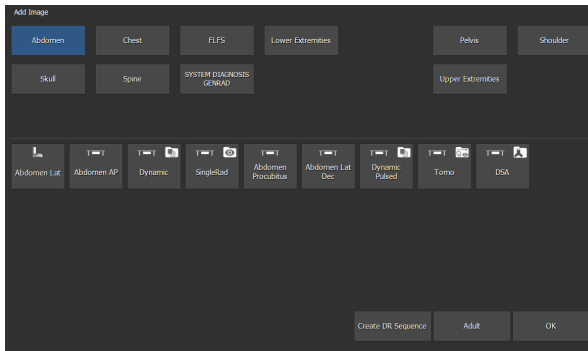 Add Image
Abdomen
Chest
FLFS
Lower Extremities
Pelvis
Shoulder
Skull
Spine
SYSTEM DIAGNOSIS
GENRAD
Upper Extremities
Abdomen Lat
Abdomen AP
Dynamic
SingleRad
Abdomen
Procubitus
Abdomen Lat
Dec
Dynamic
Pulsed
Tomo
DSA
Create DR Sequence
Adult
OK